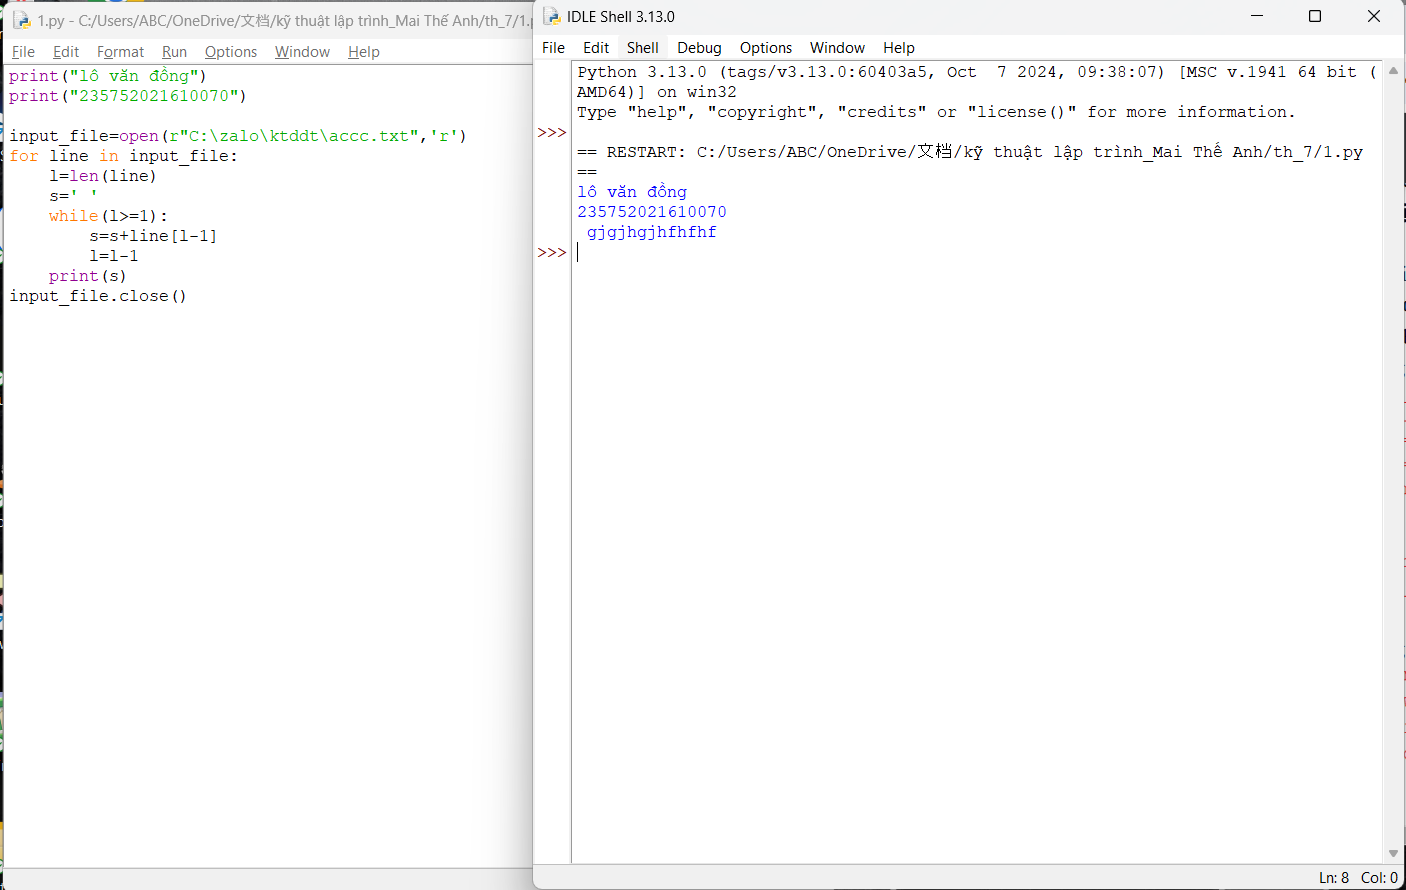 1.py - C:/Users/ABC/OneDrive/文档/kỹ thuật lập trình_Mai Thế Anh/th_7/1.p
File Edit Format Run Options Window Help
print("lô văn đồng")
print("235752021610070")
input_file=open(r"C:\zalo\ktddt\accc.txt",'r')
for line in input_file:
    l=len(line)
    s=' '
    while(l>=1):
        s=s+line[l-1]
        l=l-1
    print(s)
input_file.close()
IDLE Shell 3.13.0
File Edit Shell Debug Options Window Help
Python 3.13.0 (tags/v3.13.0:60403a5, Oct  7 2024, 09:38:07) [MSC v.1941 64 bit (
AMD64)] on win32
Type "help", "copyright", "credits" or "license()" for more information.
>>>
== RESTART: C:/Users/ABC/OneDrive/文档/kỹ thuật lập trình_Mai Thế Anh/th_7/1.py
==
lô văn đồng
235752021610070
 gjgjhgjhfhfhf
>>>
Ln: 8 Col: 0